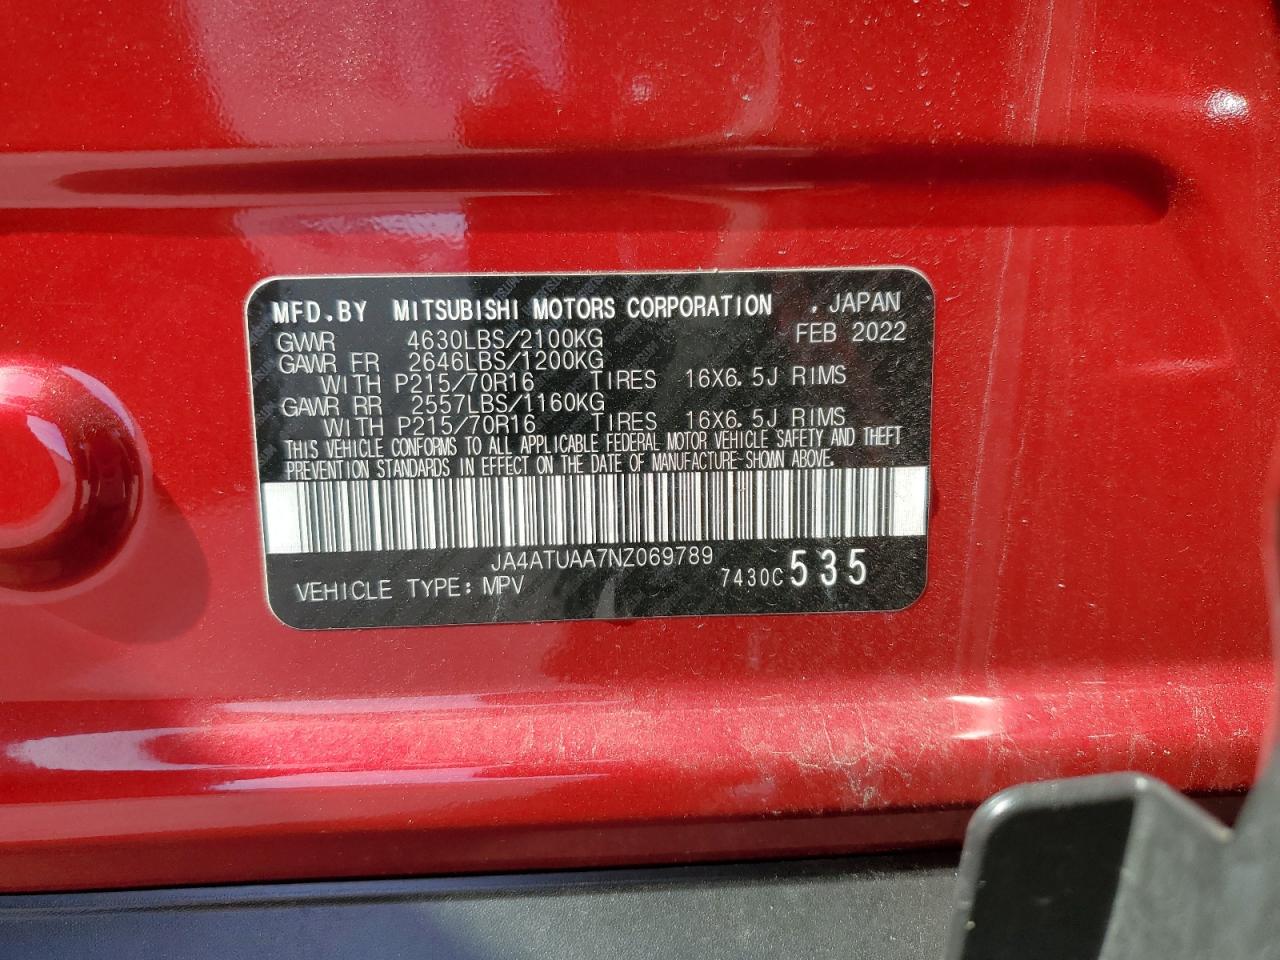 MFD.BY MITSUBISHI MOTORS CORPORATION . JAPAN
GVWR 4630LBS/2100KG FEB 2022
GAWR FR 2646LBS/1200KG
WITH P215/70R16 TIRES 16X6.5J RIMS
GAWR RR 2557LBS/1160KG
WITH P215/70R16 TIRES 16X6.5J RIMS
THIS VEHICLE CONFORMS TO ALL APPLICABLE FEDERAL MOTOR VEHICLE SAFETY AND THEFT
PREVENTION STANDARDS IN EFFECT ON THE DATE OF MANUFACTURE SHOWN ABOVE.
JA4ATUAA7NZ069789
VEHICLE TYPE: MPV 7430C 535